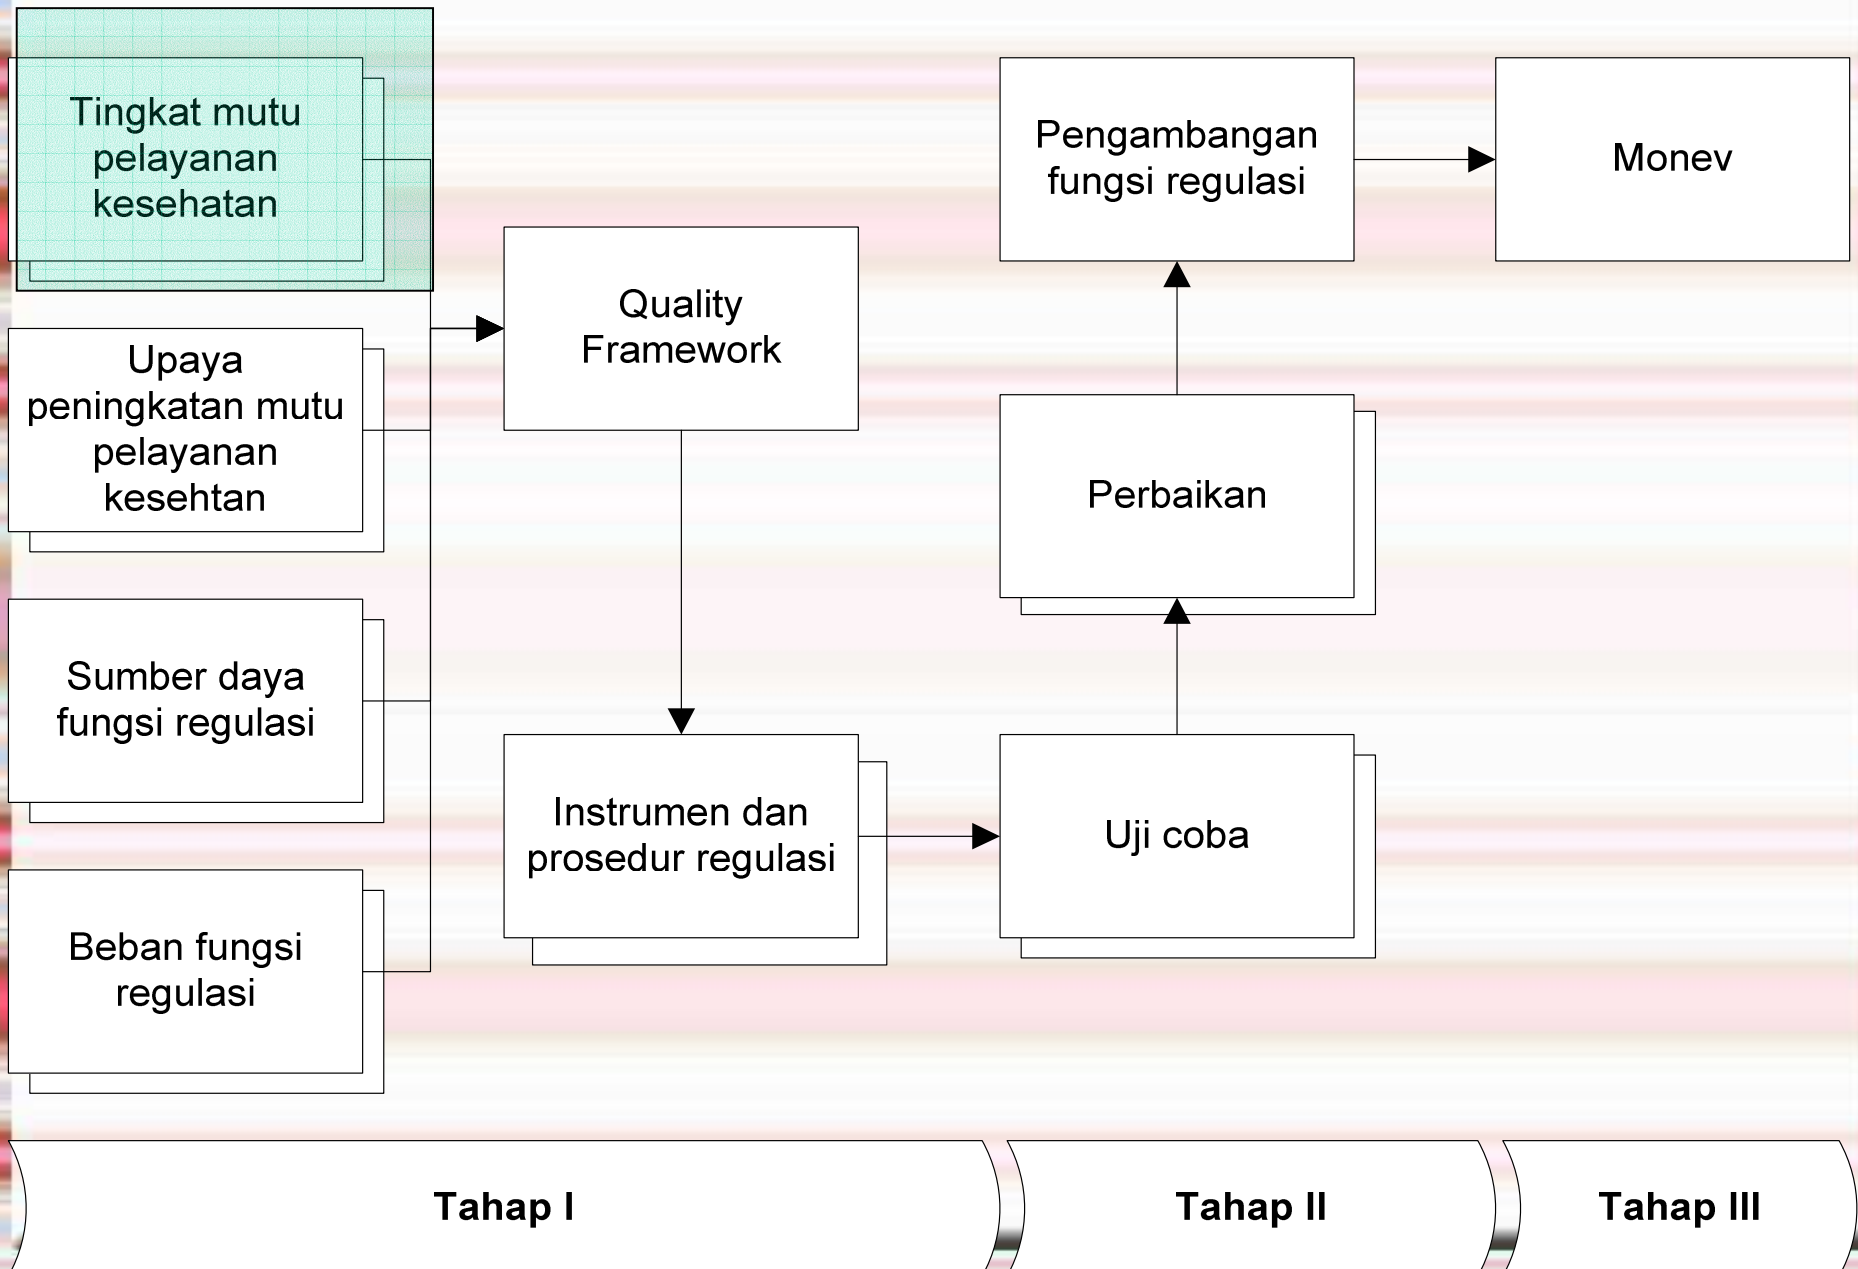 Tingkat mutu
pelayanan
kesehatan
Upaya
peningkatan mutu
pelayanan
kesehtan
Sumber daya
fungsi regulasi
Beban fungsi
regulasi
Quality
Framework
Instrumen dan
prosedur regulasi
Pengambangan
fungsi regulasi
Perbaikan
Uji coba
Monev
Tahap I
Tahap II
Tahap III